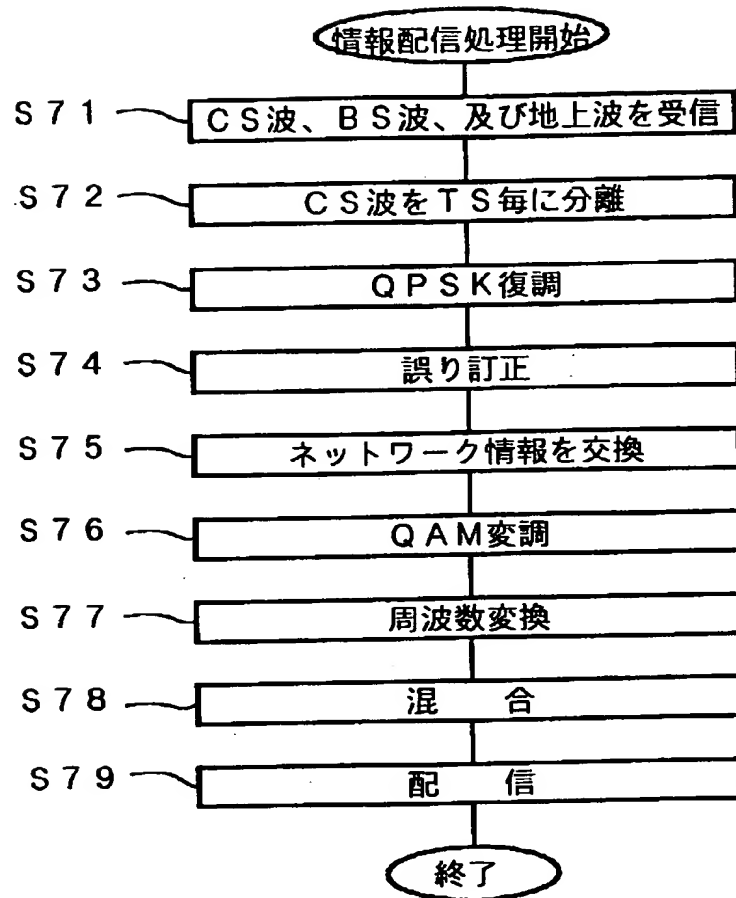 情報配信処理開始
S71 CS波、BS波、及び地上波を受信
S72 CS波をTS毎に分離
S73 QPSK復調
S74 誤り訂正
S75 ネットワーク情報を交換
S76 QAM変調
S77 周波数変換
S78 混 合
S79 配 信
終了